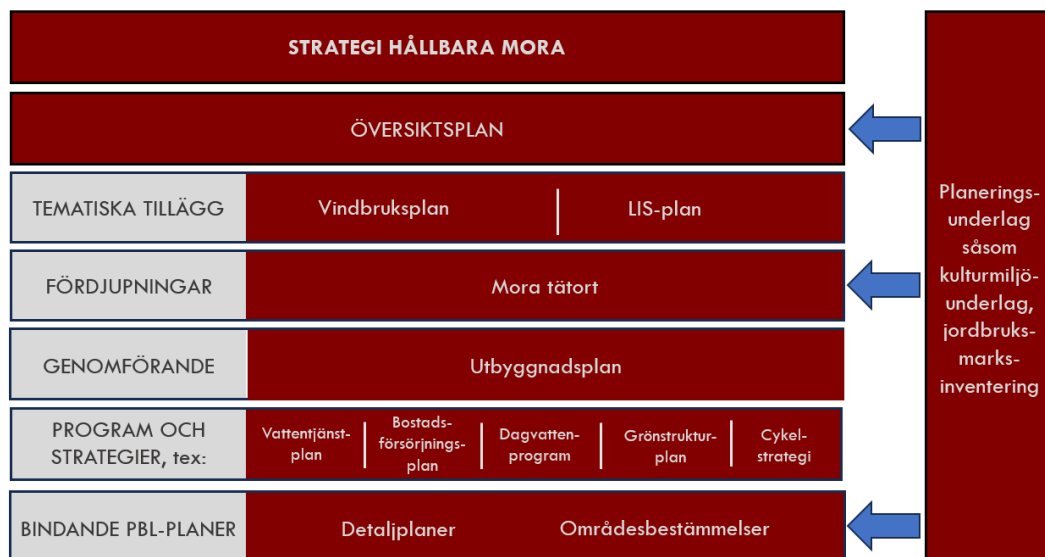 STRATEGI HÅLLBARA MORA
ÖVERSIKTSPLAN
TEMATISKA TILLÄGG
Vindbruksplan
LIS-plan
FÖRDJUPNINGAR
Mora tätort
GENOMFÖRANDE
Utbyggnadsplan
PROGRAM OCH
STRATEGIER, tex:
Vattentjänst-
plan
Bostads-
försörjnings-
plan
Dagvatten-
program
Grönstruktur-
plan
Cykel-
strategi
BINDANDE PBL-PLANER
Detaljplaner
Områdesbestämmelser
Planerings-
underlag
såsom
kulturmiljö-
underlag,
jordbruks-
marks-
inventering